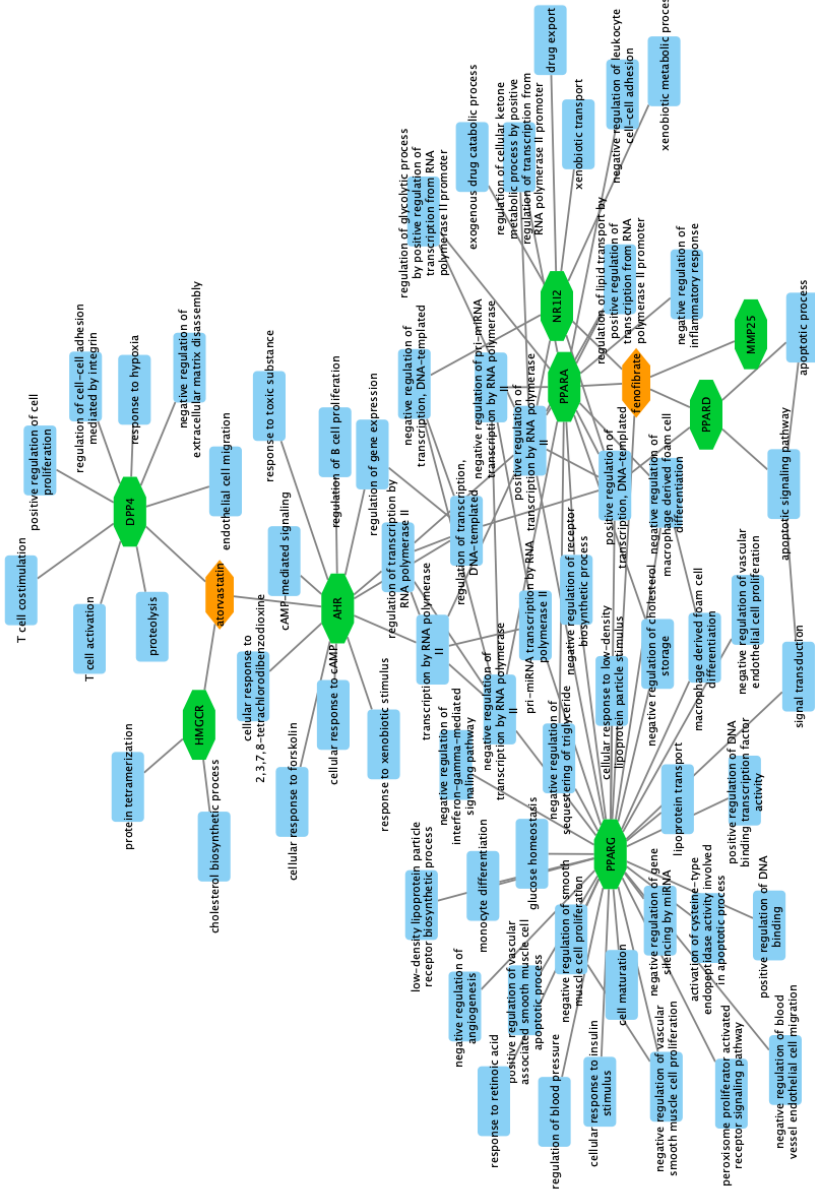 T cell costimulation
positive regulation of cell
proliferation
regulation of cell-cell adhesion
mediated by integrin
response to hypoxia
negative regulation of
extracellular matrix disassembly
DPP4
T cell activation
proteolysis
endothelial cell migration
atorvastatin
HMGCR
protein tetramerization
cholesterol biosynthetic process
response to toxic substance
cAMP-mediated signaling
regulation of B cell proliferation
regulation of gene expression
AHR
cellular response to
2,3,7,8-tetrachlorodibenzodioxine
cellular response to forskolin
cellular response to cAMP
response to xenobiotic stimulus
regulation of transcription by
RNA polymerase II
transcription by RNA polymerase
II
regulation of transcription,
DNA-templated
negative regulation of
transcription, DNA-templated
regulation of glycolytic process
by positive regulation of
transcription from RNA
polymerase II promoter
exogenous drug catabolic process
regulation of cellular ketone
metabolic process by positive
regulation of transcription from
RNA polymerase II promoter
drug export
xenobiotic transport
negative regulation of leukocyte
cell-cell adhesion
xenobiotic metabolic process
negative regulation of pri-miRNA
transcription by RNA polymerase
II
positive regulation of
transcription by RNA polymerase
II
NR1I2
PPARA
regulation of lipid transport by
positive regulation of
transcription from RNA
polymerase II promoter
negative regulation of
inflammatory response
fenofibrate
MMP25
PPARD
apoptotic process
apoptotic signaling pathway
positive regulation of
transcription, DNA-templated
negative regulation of
macrophage derived foam cell
differentiation
negative regulation of receptor
biosynthetic process
pri-miRNA transcription by RNA
polymerase II
negative regulation of
transcription by RNA polymerase
II
negative regulation of
interferon-gamma-mediated
signaling pathway
negative regulation of
sequestering of triglyceride
cellular response to low-density
lipoprotein particle stimulus
negative regulation of cholesterol
storage
macrophage derived foam cell
differentiation
negative regulation of vascular
endothelial cell proliferation
signal transduction
lipoprotein transport
positive regulation of DNA
binding transcription factor
activity
PPARG
low-density lipoprotein particle
receptor biosynthetic process
monocyte differentiation
glucose homeostasis
negative regulation of
angiogenesis
positive regulation of vascular
associated smooth muscle cell
apoptotic process
negative regulation of smooth
muscle cell proliferation
cell maturation
negative regulation of gene
silencing by miRNA
activation of cysteine-type
endopeptidase activity involved
in apoptotic process
positive regulation of DNA
binding
response to retinoic acid
regulation of blood pressure
cellular response to insulin
stimulus
negative regulation of vascular
smooth muscle cell proliferation
peroxisome proliferator activated
receptor signaling pathway
negative regulation of blood
vessel endothelial cell migration